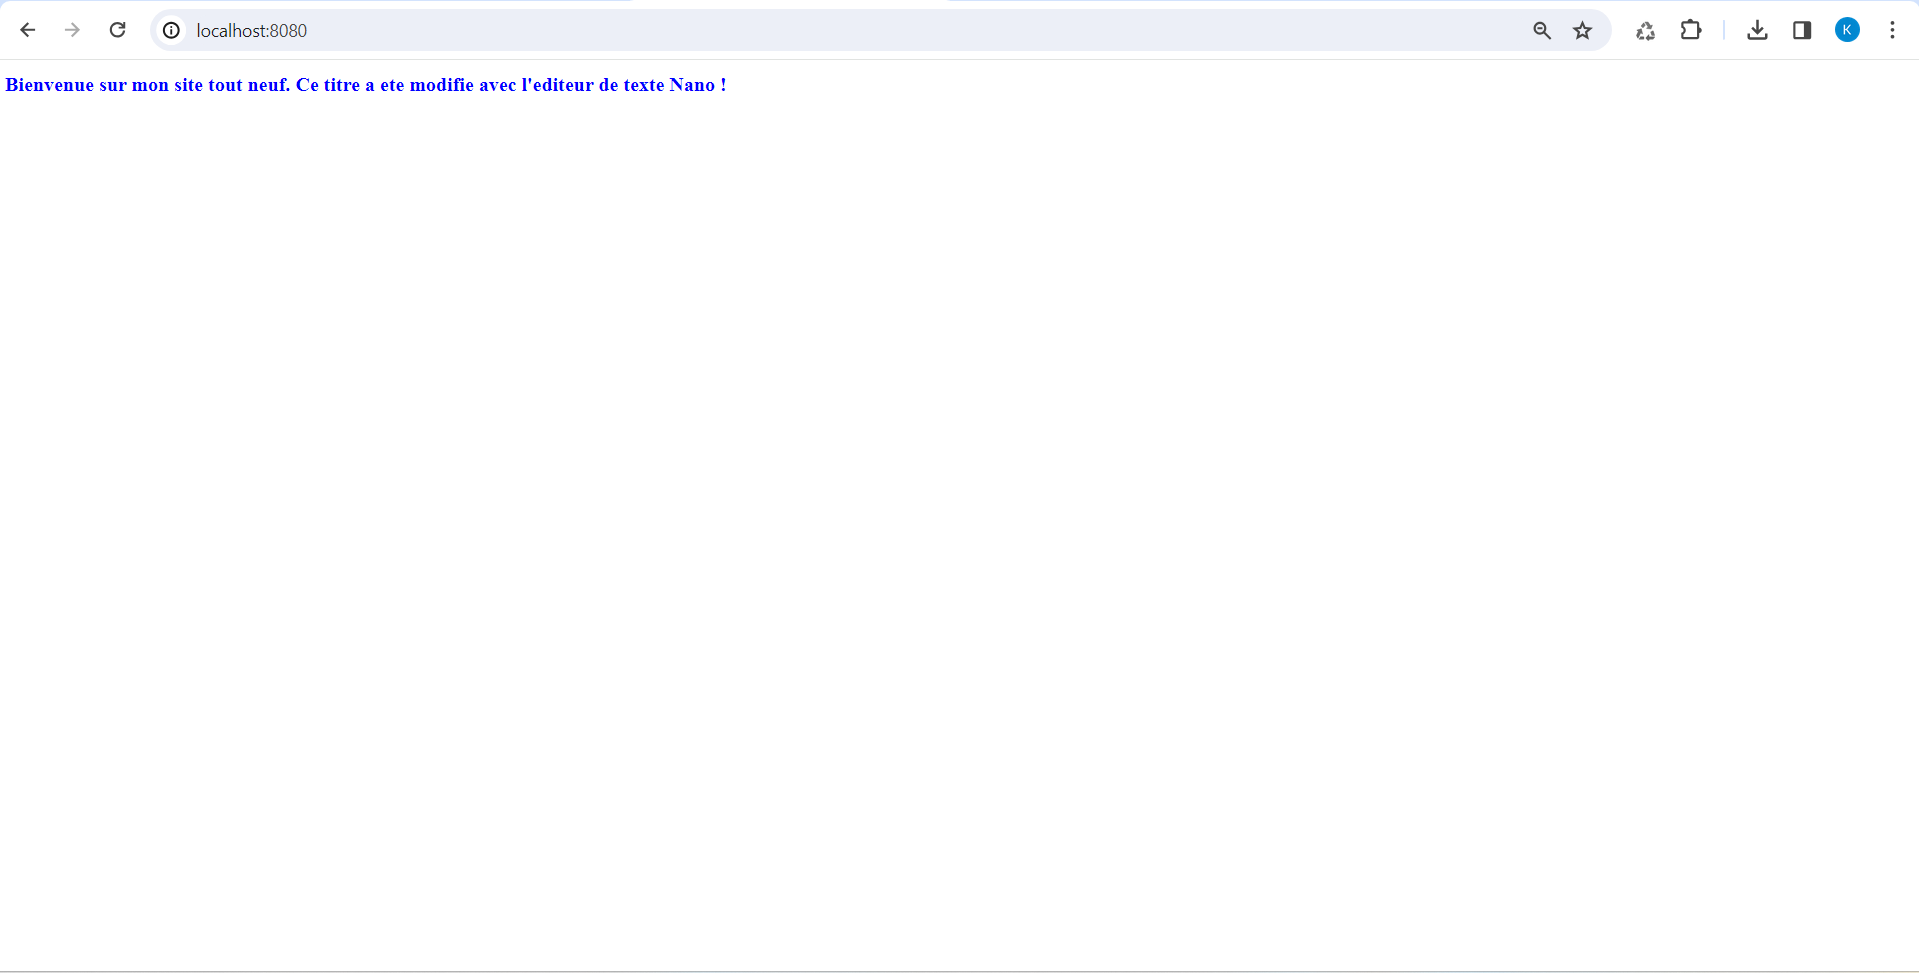 localhost:8080
K
Bienvenue sur mon site tout neuf. Ce titre a ete modifie avec l'editeur de texte Nano !